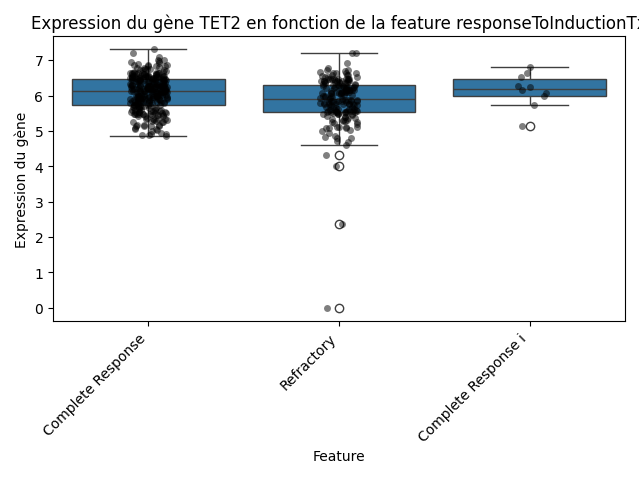 Expression du gène TET2 en fonction de la feature responseToInductionTx
Expression du gène
7
6
5
4
3
2
1
0
Complete Response
Refractory
Complete Response i
Feature